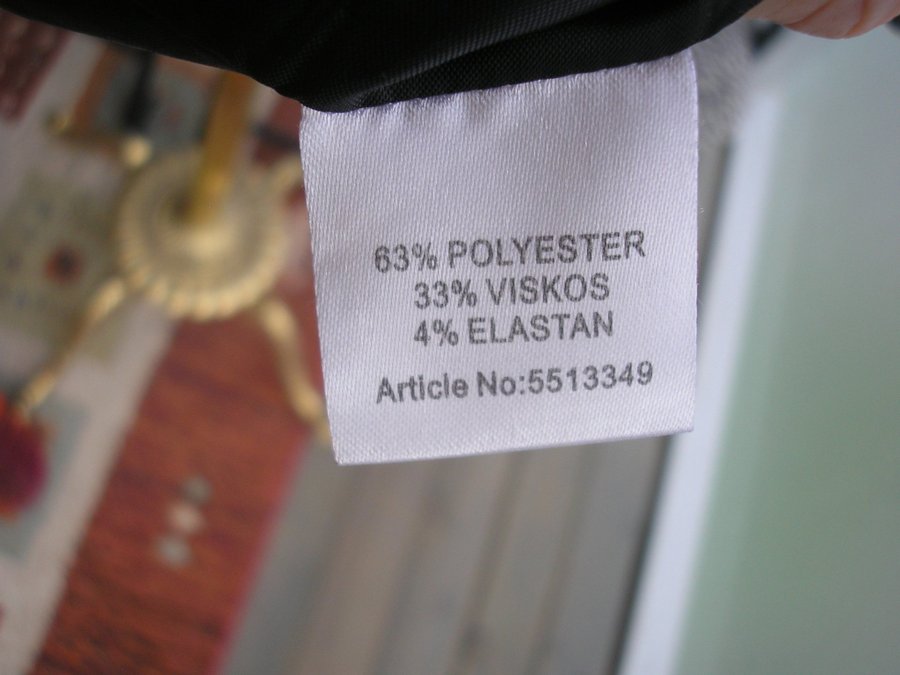 63% POLYESTER
33% VISKOS
4% ELASTAN
Article No:5513349